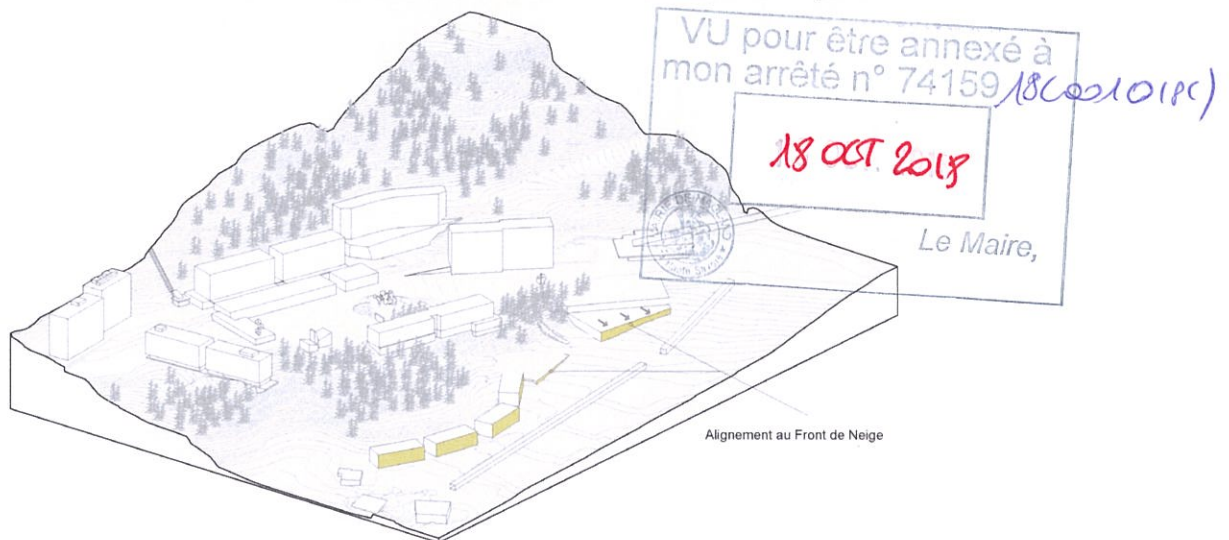 VU pour être annexé à
mon arrêté n° 74159
18 OCT 2018
Le Maire,
Alignement au Front de Neige